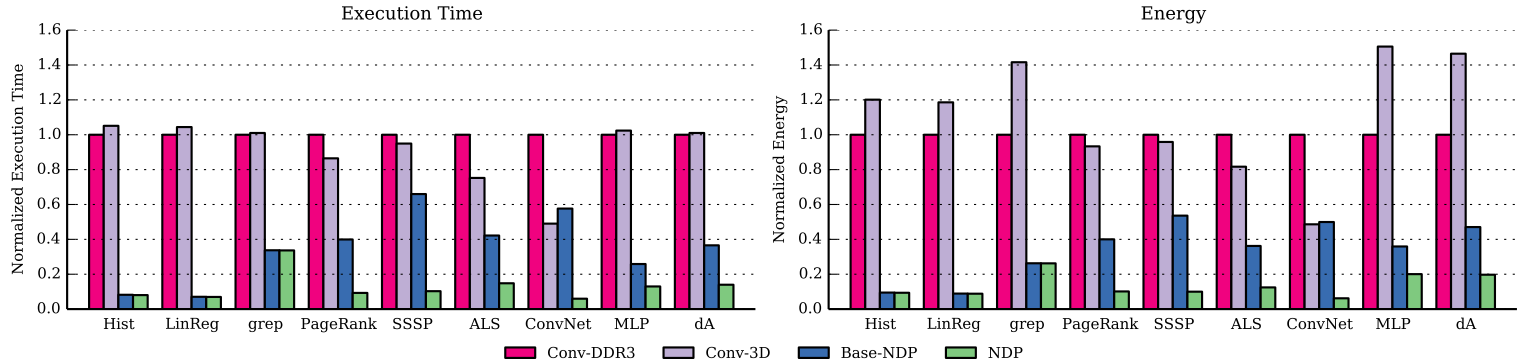 Execution Time
Normalized Execution Time
1.6
1.4
1.2
1.0
0.8
0.6
0.4
0.2
0.0
Hist LinReg grep PageRank SSSP ALS ConvNet MLP dA
Energy
Normalized Energy
1.6
1.4
1.2
1.0
0.8
0.6
0.4
0.2
0.0
Hist LinReg grep PageRank SSSP ALS ConvNet MLP dA
Conv-DDR3 Conv-3D Base-NDP NDP